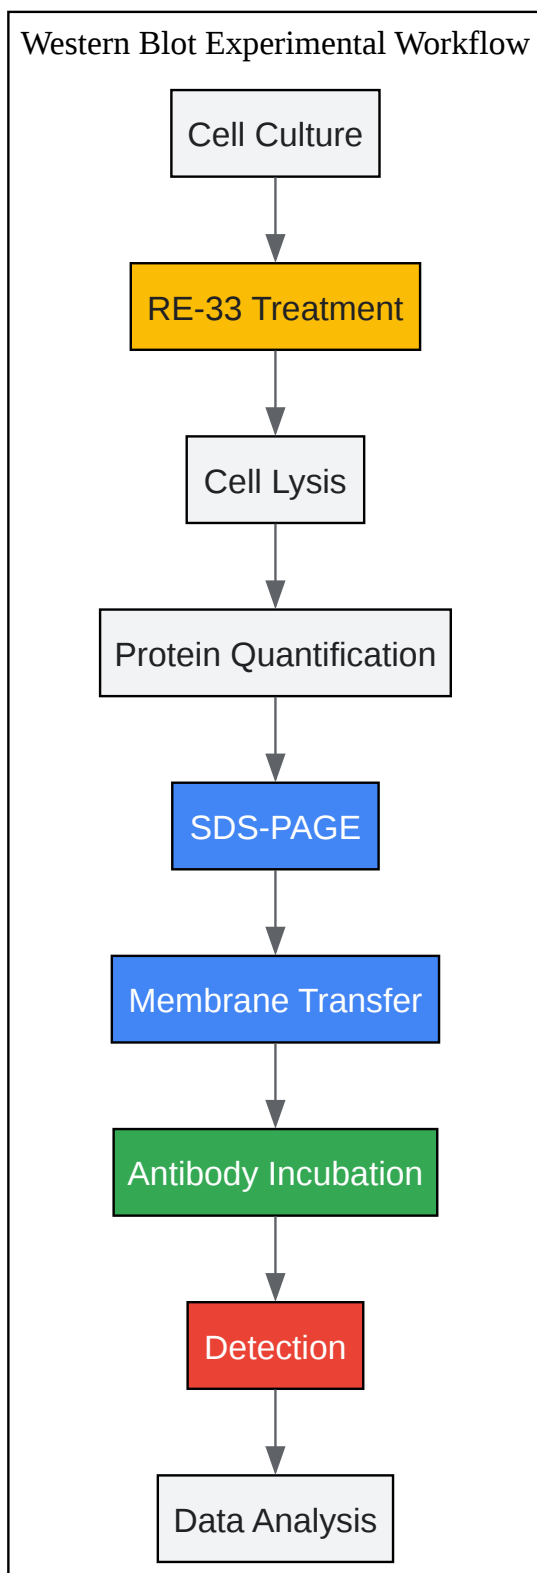 Western Blot Experimental Workflow
Cell Culture
RE-33 Treatment
Cell Lysis
Protein Quantification
SDS-PAGE
Membrane Transfer
Antibody Incubation
Detection
Data Analysis